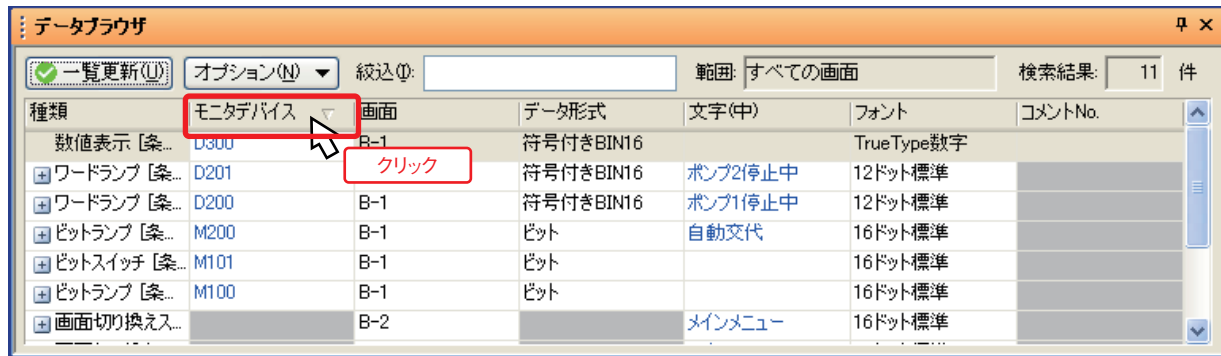 データブラウザ
一覧更新(U) オプション(N) ▼ 絞込(I): 範囲: すべての画面 検索結果: 11 件
種類 モニタデバイス 画面 データ形式 文字(中) フォント コメントNo.
数値表示 [条... D300 B-1 符号付きBIN16 TrueType数字
クリック
ワードランプ [条... D201 符号付きBIN16 ポンプ2停止中 12ドット標準
ワードランプ [条... D200 B-1 符号付きBIN16 ポンプ1停止中 12ドット標準
ビットランプ [条... M200 B-1 ビット 自動交代 16ドット標準
ビットスイッチ [条... M101 B-1 ビット 16ドット標準
ビットランプ [条... M100 B-1 ビット 16ドット標準
画面切り換えス... B-2 メインメニュー 16ドット標準